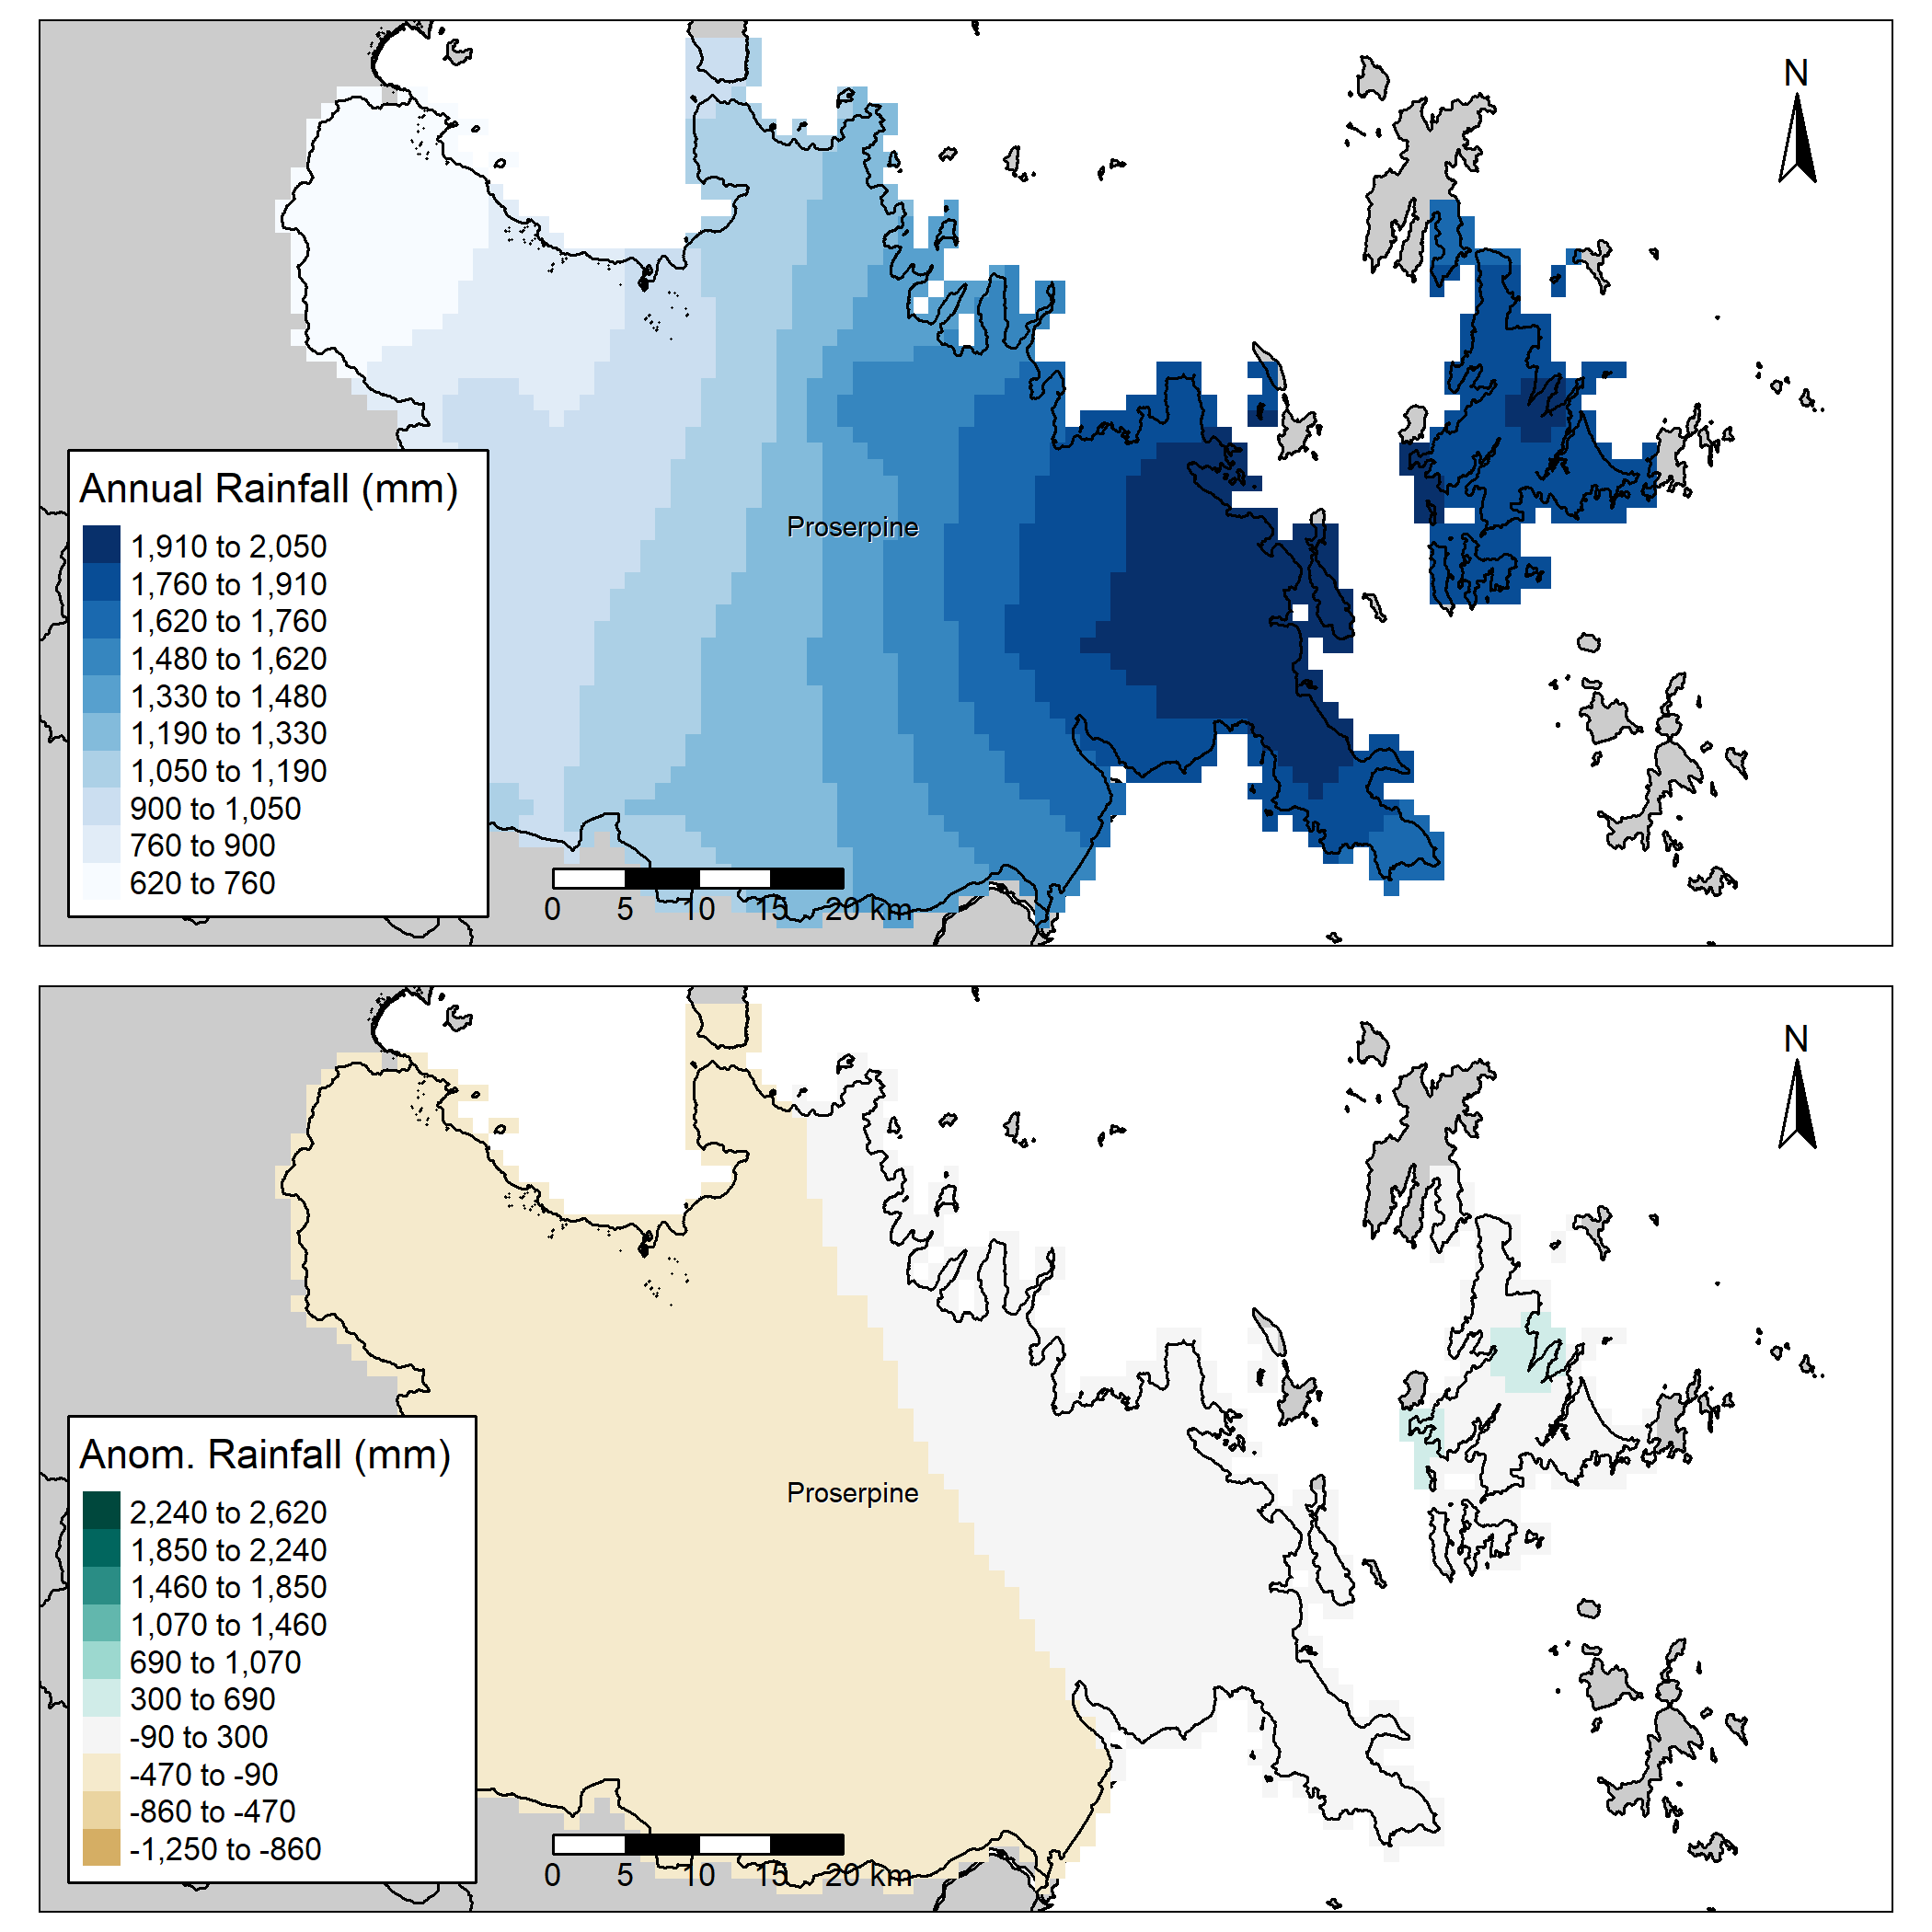 N
Proserpine
Annual Rainfall (mm)
1,910 to 2,050
1,760 to 1,910
1,620 to 1,760
1,480 to 1,620
1,330 to 1,480
1,190 to 1,330
1,050 to 1,190
900 to 1,050
760 to 900
620 to 760
0 5 10 15 20 km
N
Proserpine
Anom. Rainfall (mm)
2,240 to 2,620
1,850 to 2,240
1,460 to 1,850
1,070 to 1,460
690 to 1,070
300 to 690
-90 to 300
-470 to -90
-860 to -470
-1,250 to -860
0 5 10 15 20 km